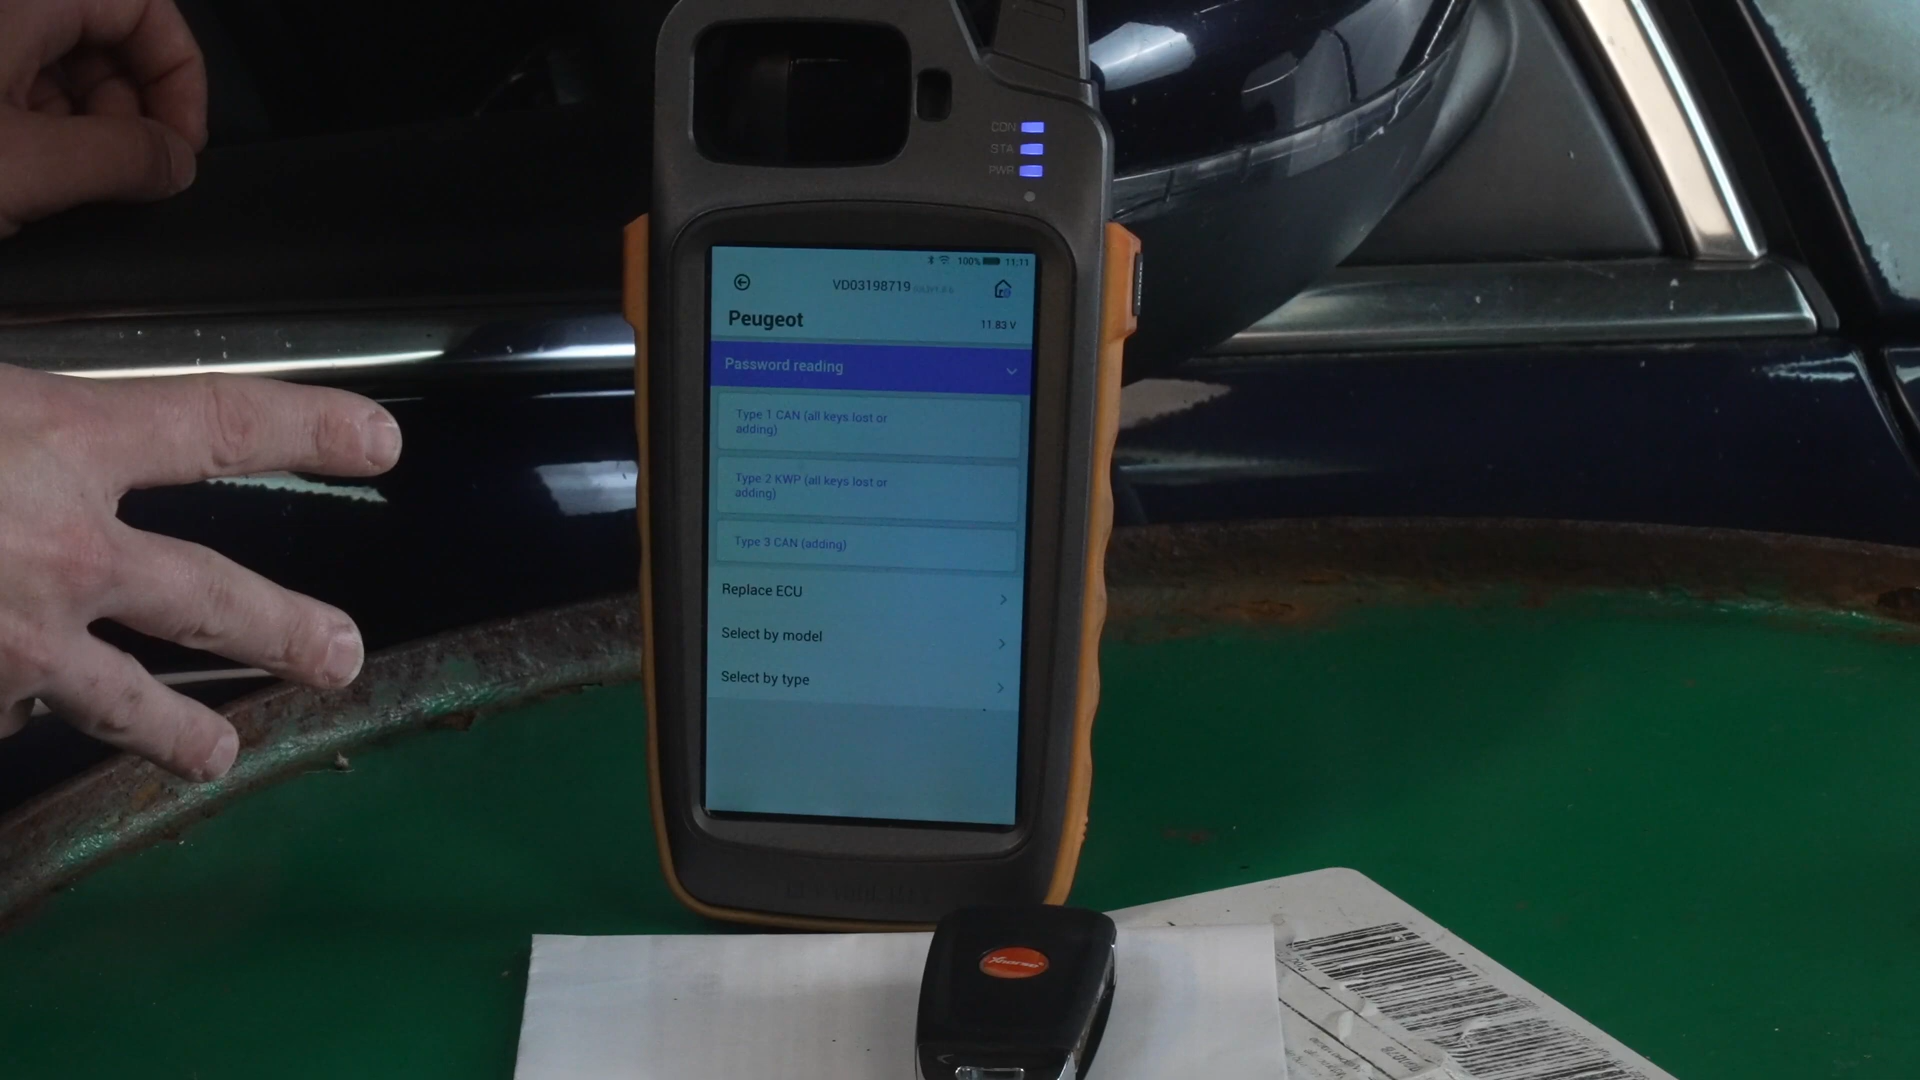 CON
STA
PWR
100% 11:11
VD03198719
Peugeot
11.83 V
Password reading
Type 1 CAN (all keys lost or
adding)
Type 2 KWP (all keys lost or
adding)
Type 3 CAN (adding)
Replace ECU
Select by model
Select by type
Xhorse